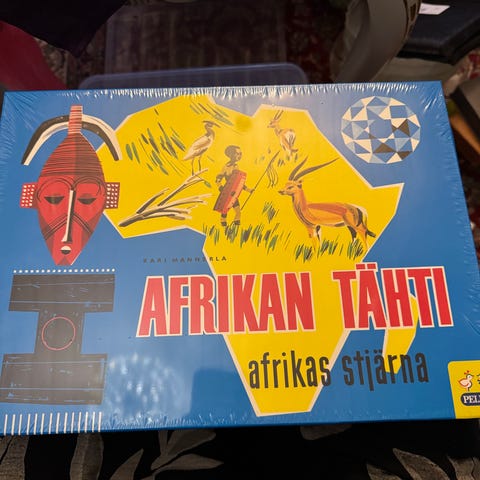 KARI MANNERLA
AFRIKAN TÄHTI
afrikas stjärna